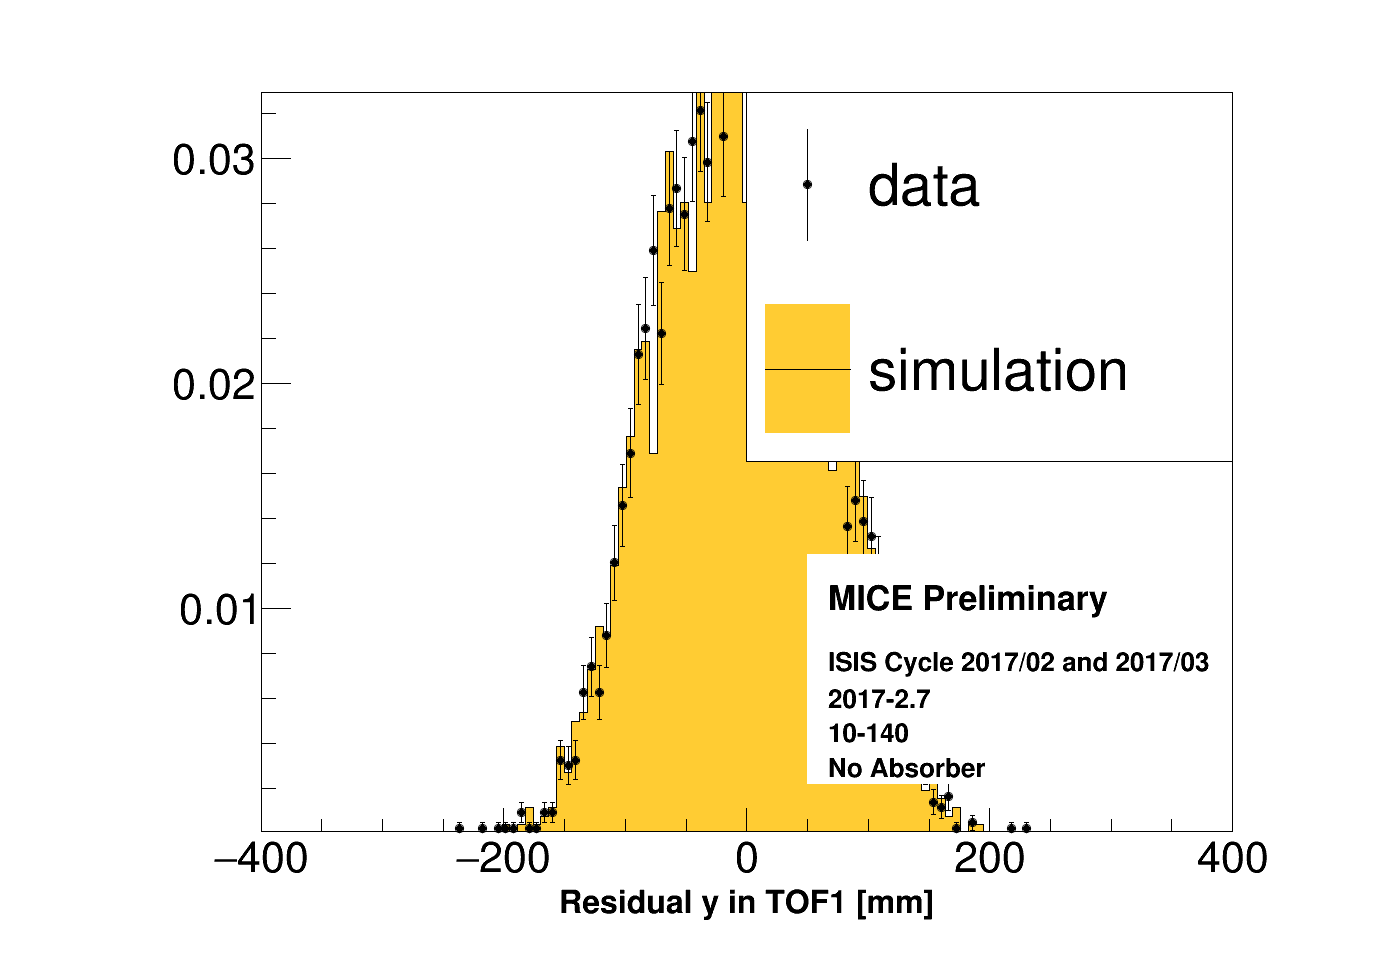 0.03
data
0.02
simulation
0.01
MICE Preliminary
ISIS Cycle 2017/02 and 2017/03
2017-2.7
10-140
No Absorber
−400 −200 0 200 400
Residual y in TOF1 [mm]